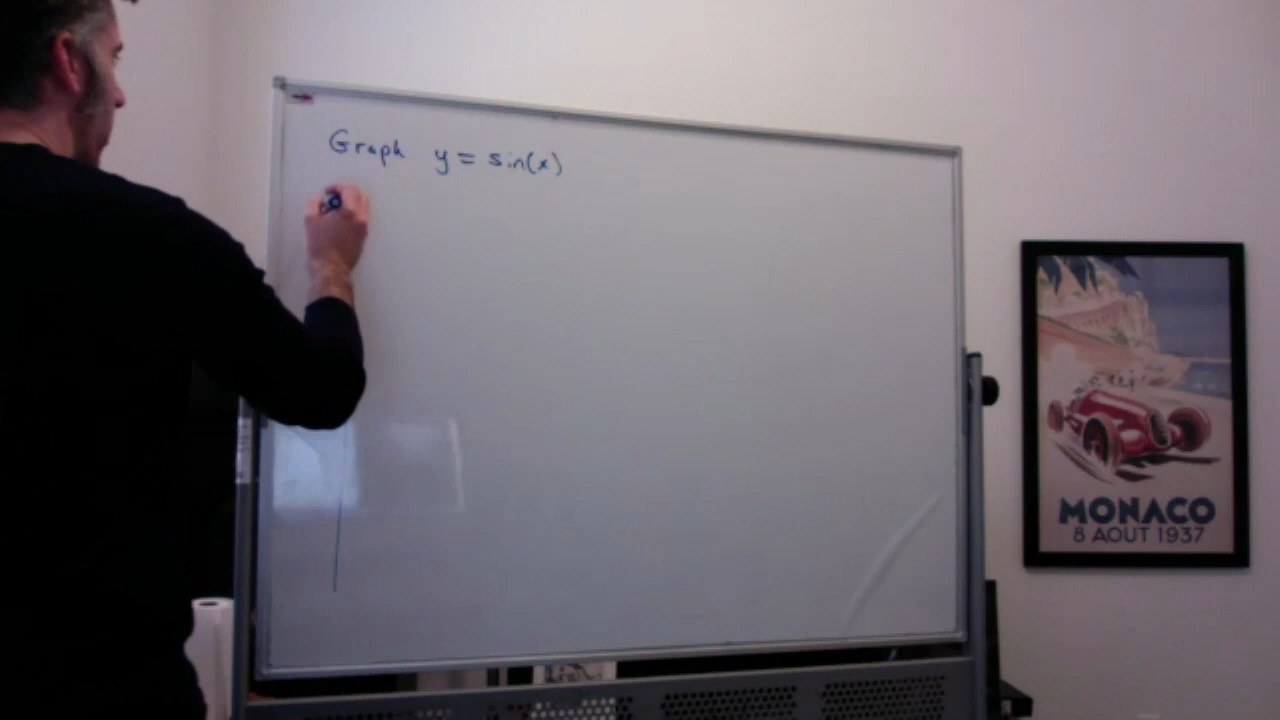 Graph y = sin(x)
MONACO
8 AOUT 1937